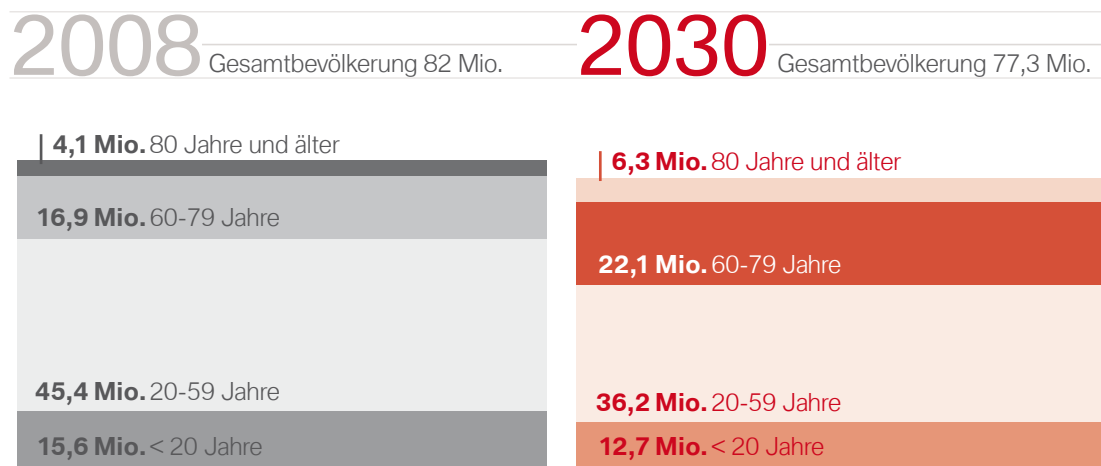 2008 Gesamtbevölkerung 82 Mio.
4,1 Mio. 80 Jahre und älter
16,9 Mio. 60-79 Jahre
45,4 Mio. 20-59 Jahre
15,6 Mio. < 20 Jahre
2030 Gesamtbevölkerung 77,3 Mio.
6,3 Mio. 80 Jahre und älter
22,1 Mio. 60-79 Jahre
36,2 Mio. 20-59 Jahre
12,7 Mio. < 20 Jahre